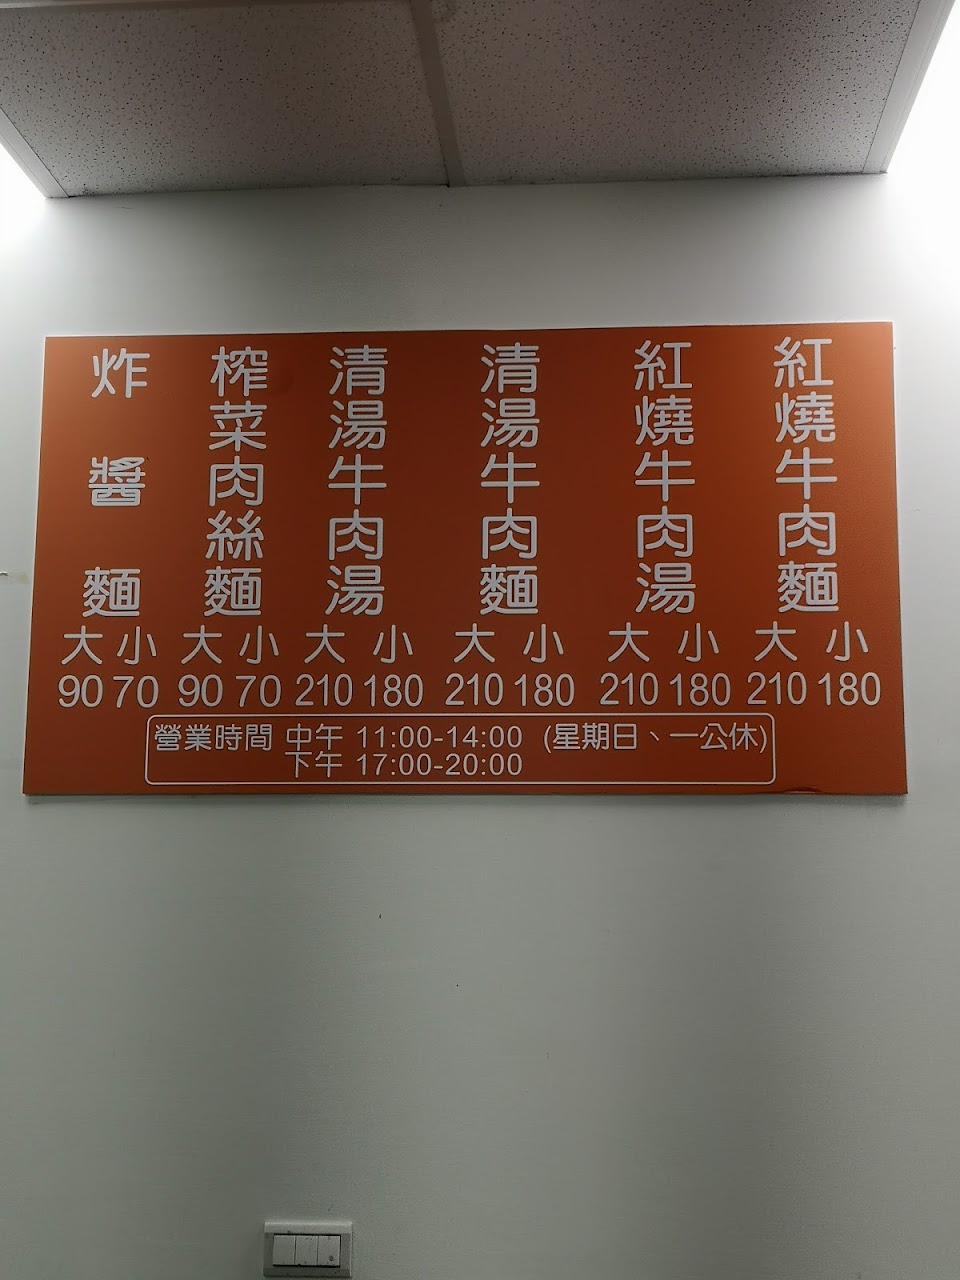 紅燒牛肉麵
大 小
210 180
紅燒牛肉湯
大 小
210 180
清湯牛肉麵
大 小
210 180
清湯牛肉湯
大 小
210 180
榨菜肉絲麵
大 小
90 70
炸醬麵
大 小
90 70
營業時間 中午 11:00-14:00 (星期日、一公休)
下午 17:00-20:00